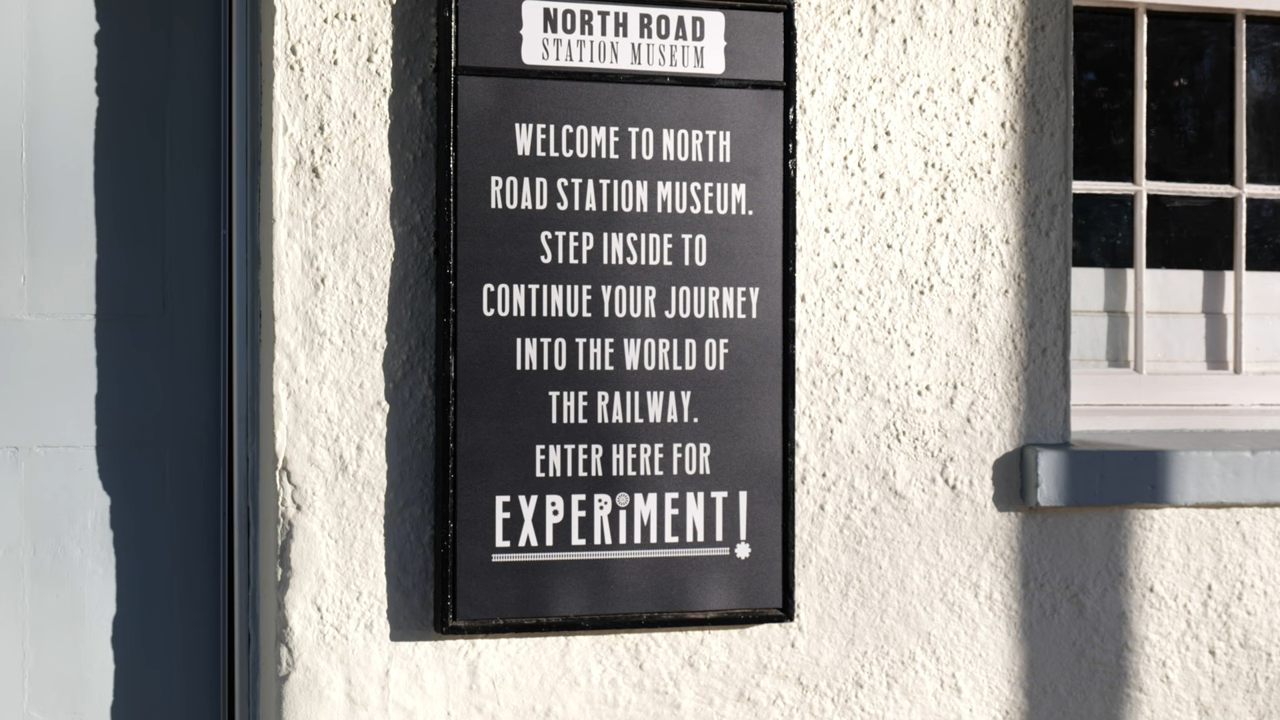 NORTH ROAD
STATION MUSEUM
WELCOME TO NORTH
ROAD STATION MUSEUM.
STEP INSIDE TO
CONTINUE YOUR JOURNEY
INTO THE WORLD OF
THE RAILWAY.
ENTER HERE FOR
EXPERiMENT!